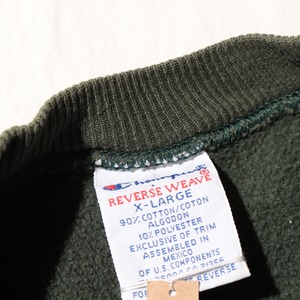 Champion
REVERSE WEAVE®
X-LARGE
90% COTTON/COTON
ALGODON
10% POLYESTER
EXCLUSIVE OF TRIM
ASSEMBLED IN
MEXICO
OF U.S. COMPONENTS
REVERSE